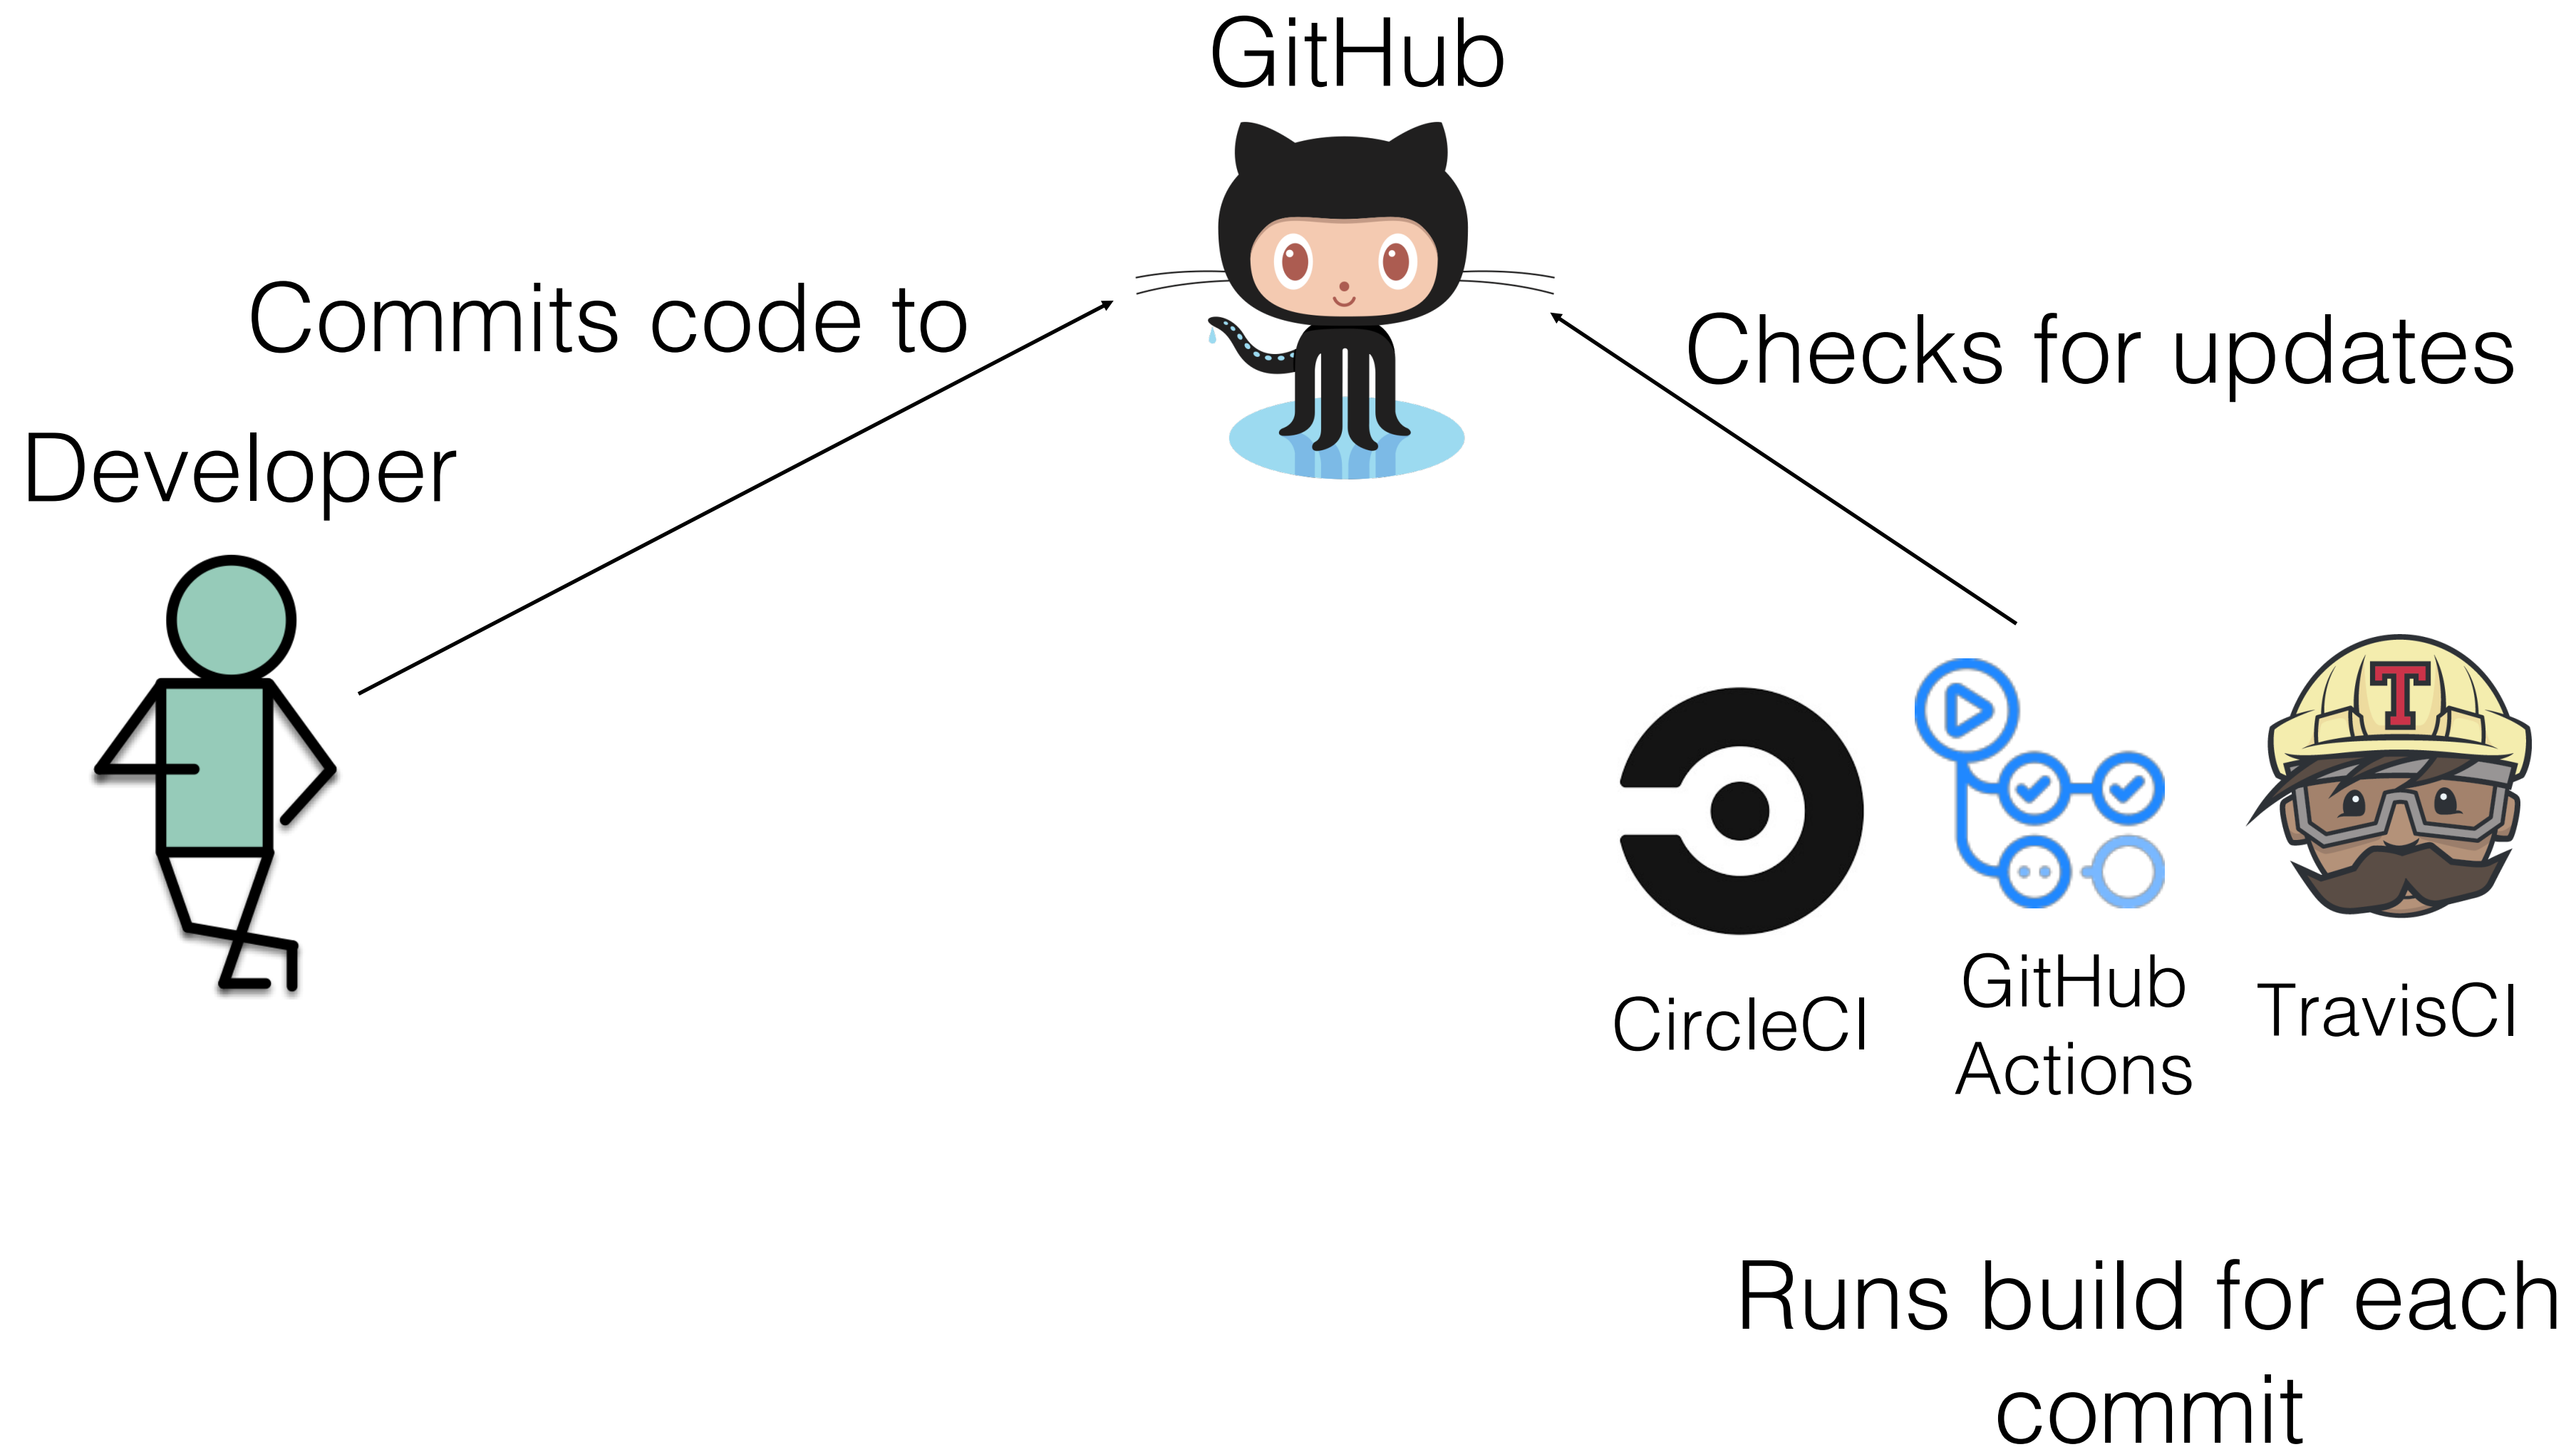 GitHub
Commits code to
Checks for updates
Developer
T
CircleCI
GitHub
Actions
TravisCI
Runs build for each
commit